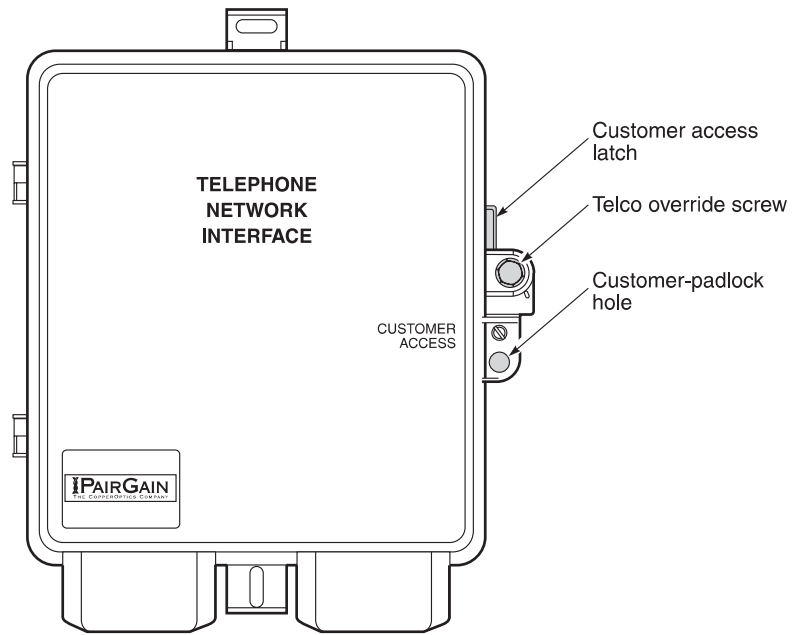 TELEPHONE
NETWORK
INTERFACE
CUSTOMER
ACCESS
PAIRGAIN
THE COPPEROPTICS COMPANY
Customer access
latch
Telco override screw
Customer-padlock
hole